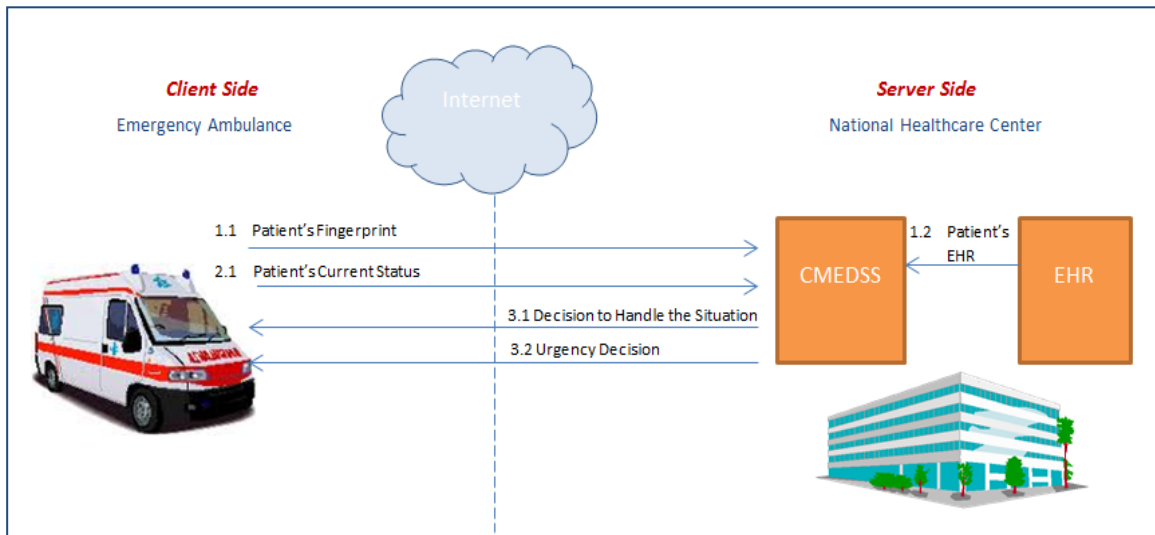 Internet
Client Side
Server Side
Emergency Ambulance
National Healthcare Center
1.1 Patient's Fingerprint
1.2 Patient's
EHR
2.1 Patient's Current Status
CMEDSS
EHR
3.1 Decision to Handle the Situation
3.2 Urgency Decision